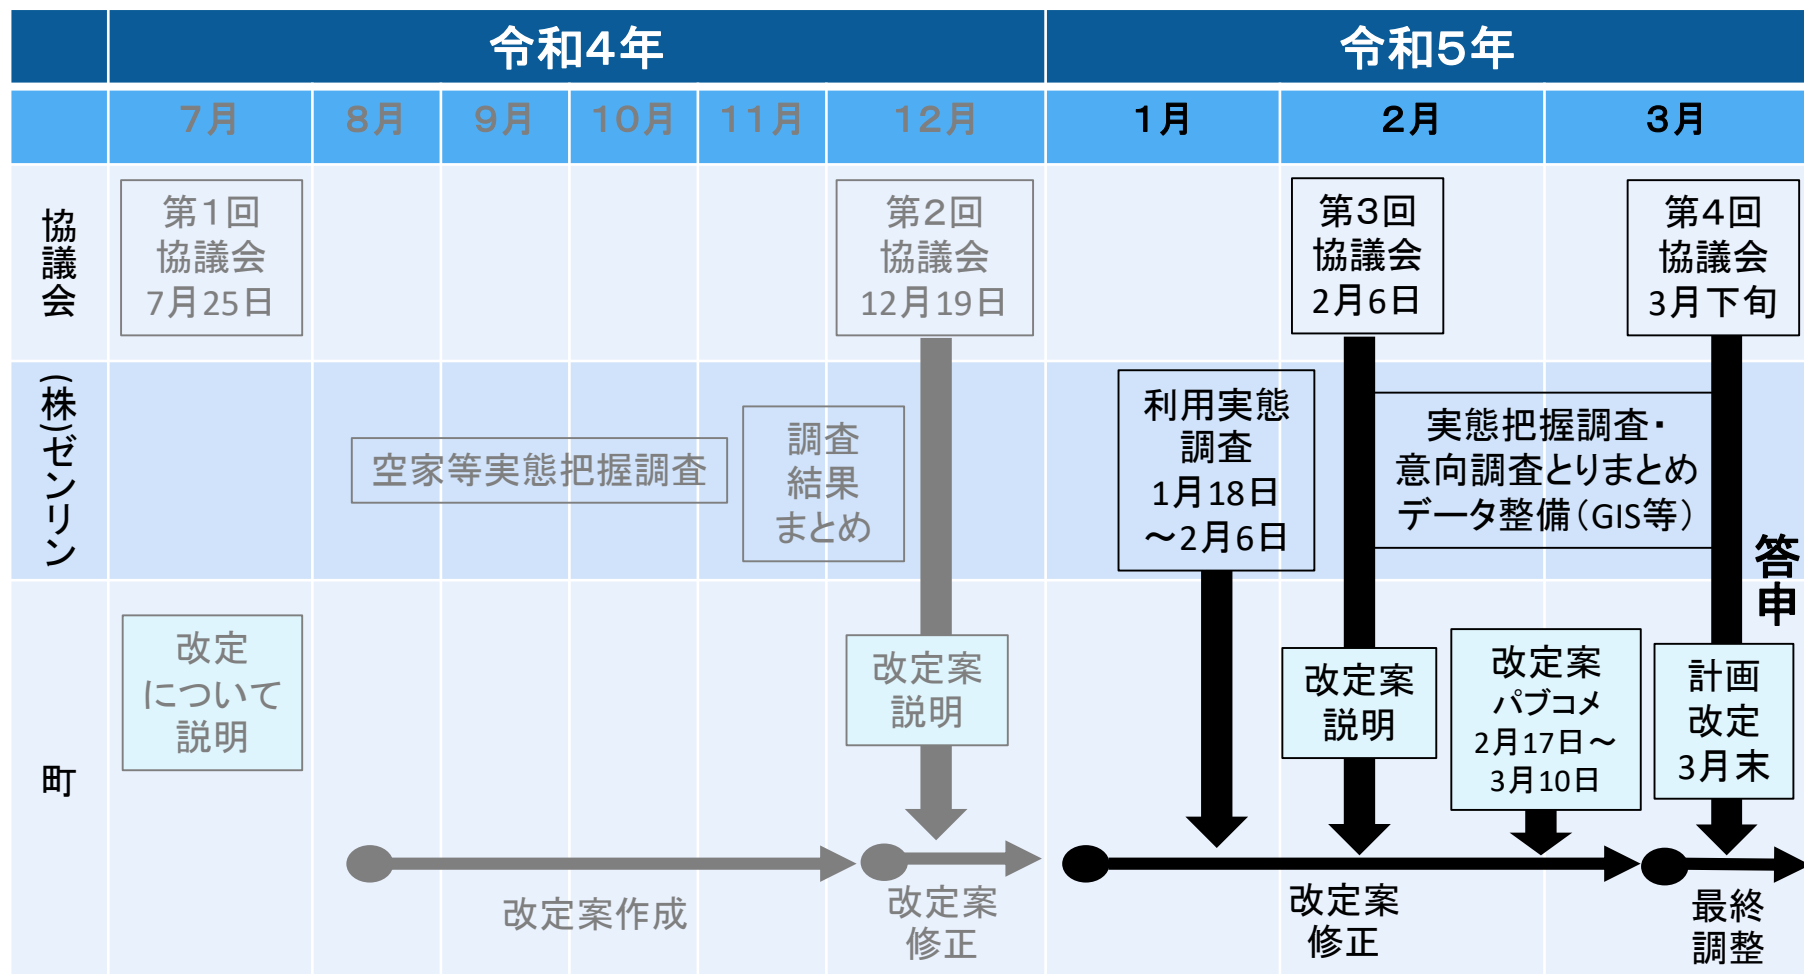 令和4年
令和5年
7月
8月
9月
10月
11月
12月
1月
2月
3月
協議会
第1回
協議会
7月25日
第2回
協議会
12月19日
第3回
協議会
2月6日
第4回
協議会
3月下旬
(株)ゼンリン
空家等実態把握調査
調査
結果
まとめ
利用実態
調査
1月18日
～2月6日
実態把握調査・
意向調査とりまとめ
データ整備（GIS等）
答申
町
改定
について
説明
改定案
説明
改定案
説明
改定案
パブコメ
2月17日～
3月10日
計画
改定
3月末
改定案作成
改定案
修正
改定案
修正
最終
調整